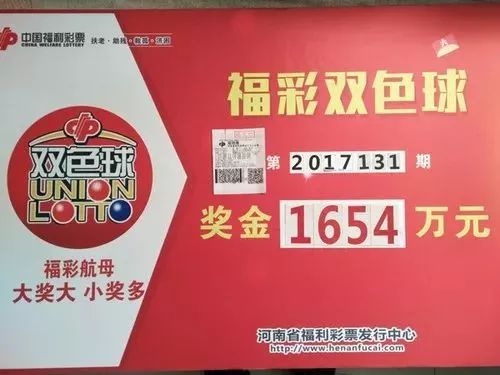 中国福利彩票
CHINA WELFARE LOTTERY
扶老·助残·救孤·济困
福彩双色球
第 2017131 期
奖金 1654 万元
双色球
UNION
LOTTO
福彩航母
大奖大 小奖多
河南省福利彩票发行中心
http://www.henanfucai.com